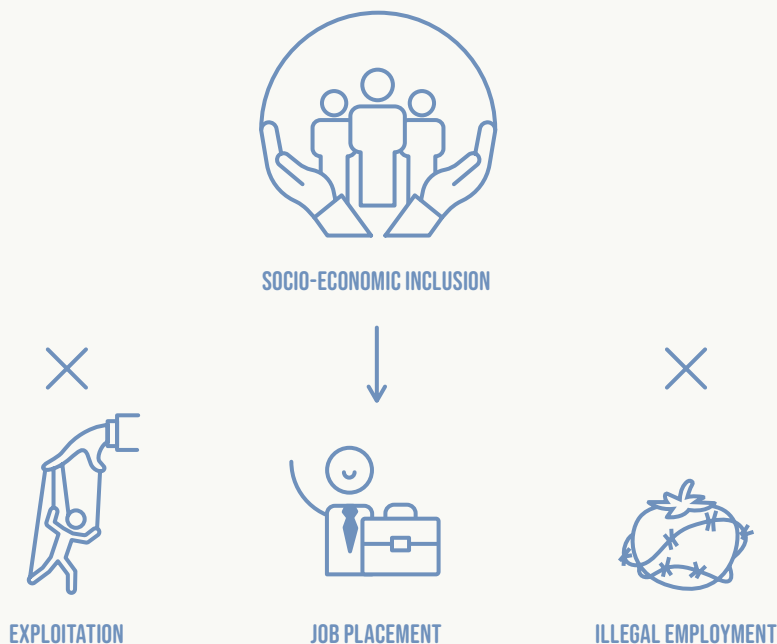 SOCIO-ECONOMIC INCLUSION
EXPLOITATION
JOB PLACEMENT
ILLEGAL EMPLOYMENT